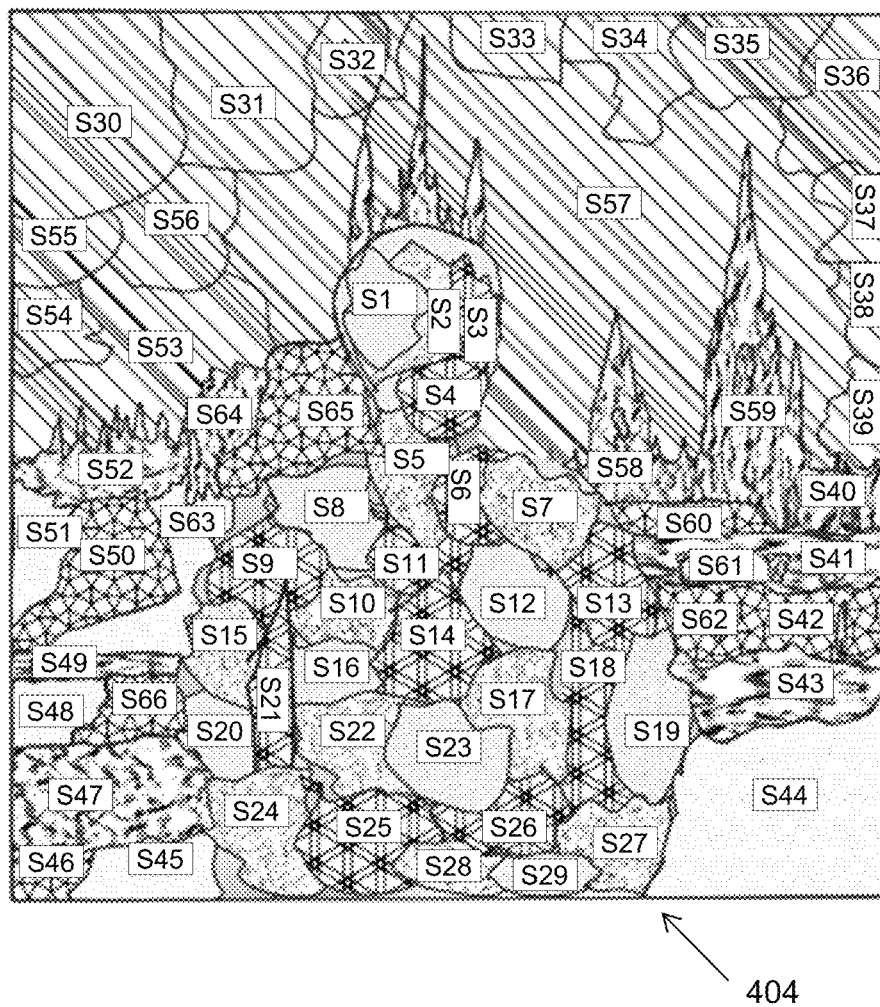 S32 S33 S34 S35
S30 S31 S36
S55 S56 S57 S37
S54 S53 S1 S2 S3 S38
S64 S65 S4 S59 S39
S52 S5 S6 S58 S40
S51 S50 S63 S8 S7 S60
S9 S11 S61 S41
S15 S10 S14 S12 S13 S62 S42
S49 S16 S18 S43
S48 S66 S20 S21 S22 S23 S17 S19
S47 S24 S44
S46 S45 S25 S26 S27
S28 S29
404